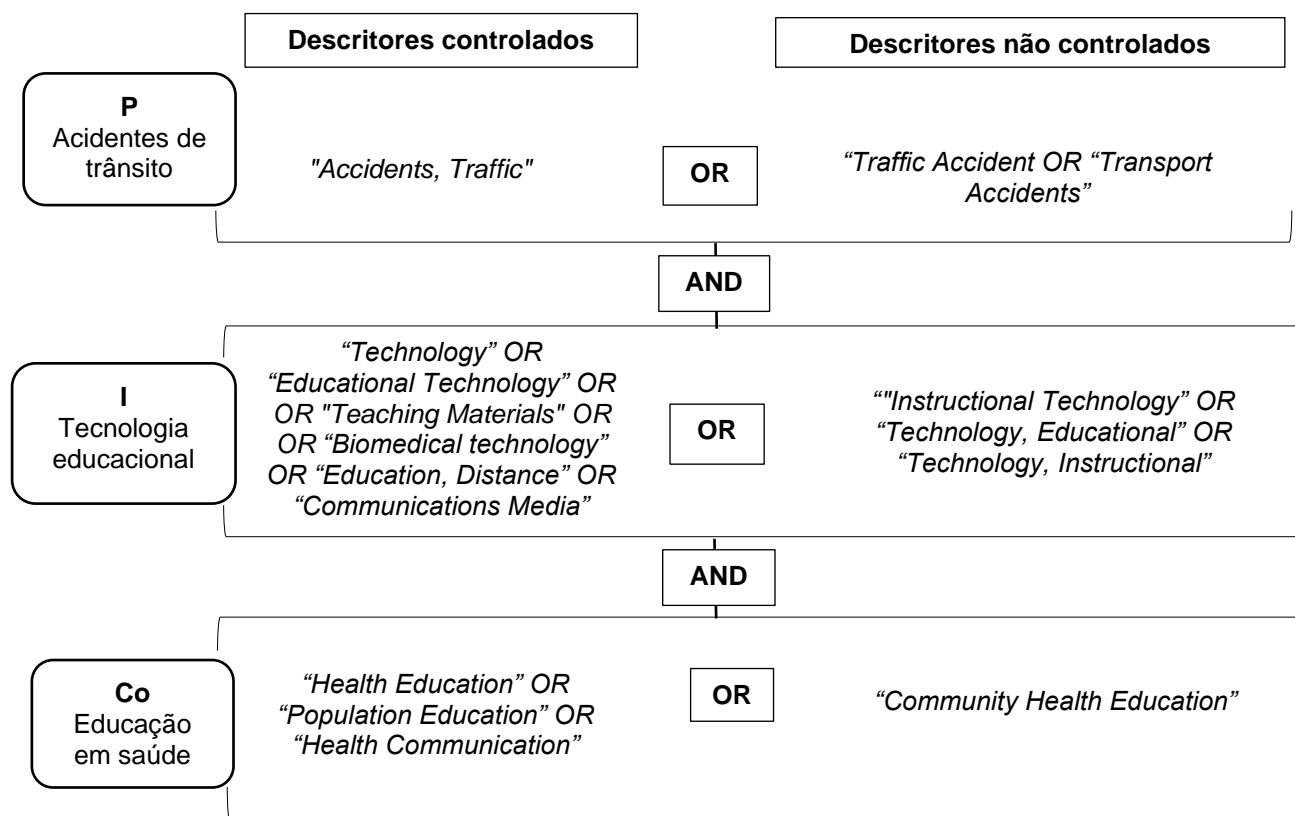 Descritores controlados
Descritores não controlados
P
Acidentes de
trânsito
"Accidents, Traffic"
OR
“Traffic Accident OR “Transport
Accidents”
AND
I
Tecnologia
educacional
“Technology” OR
“Educational Technology” OR
OR "Teaching Materials" OR
OR “Biomedical technology”
OR “Education, Distance” OR
“Communications Media”
OR
“"Instructional Technology” OR
“Technology, Educational” OR
“Technology, Instructional”
AND
Co
Educação
em saúde
“Health Education” OR
“Population Education” OR
“Health Communication”
OR
“Community Health Education”